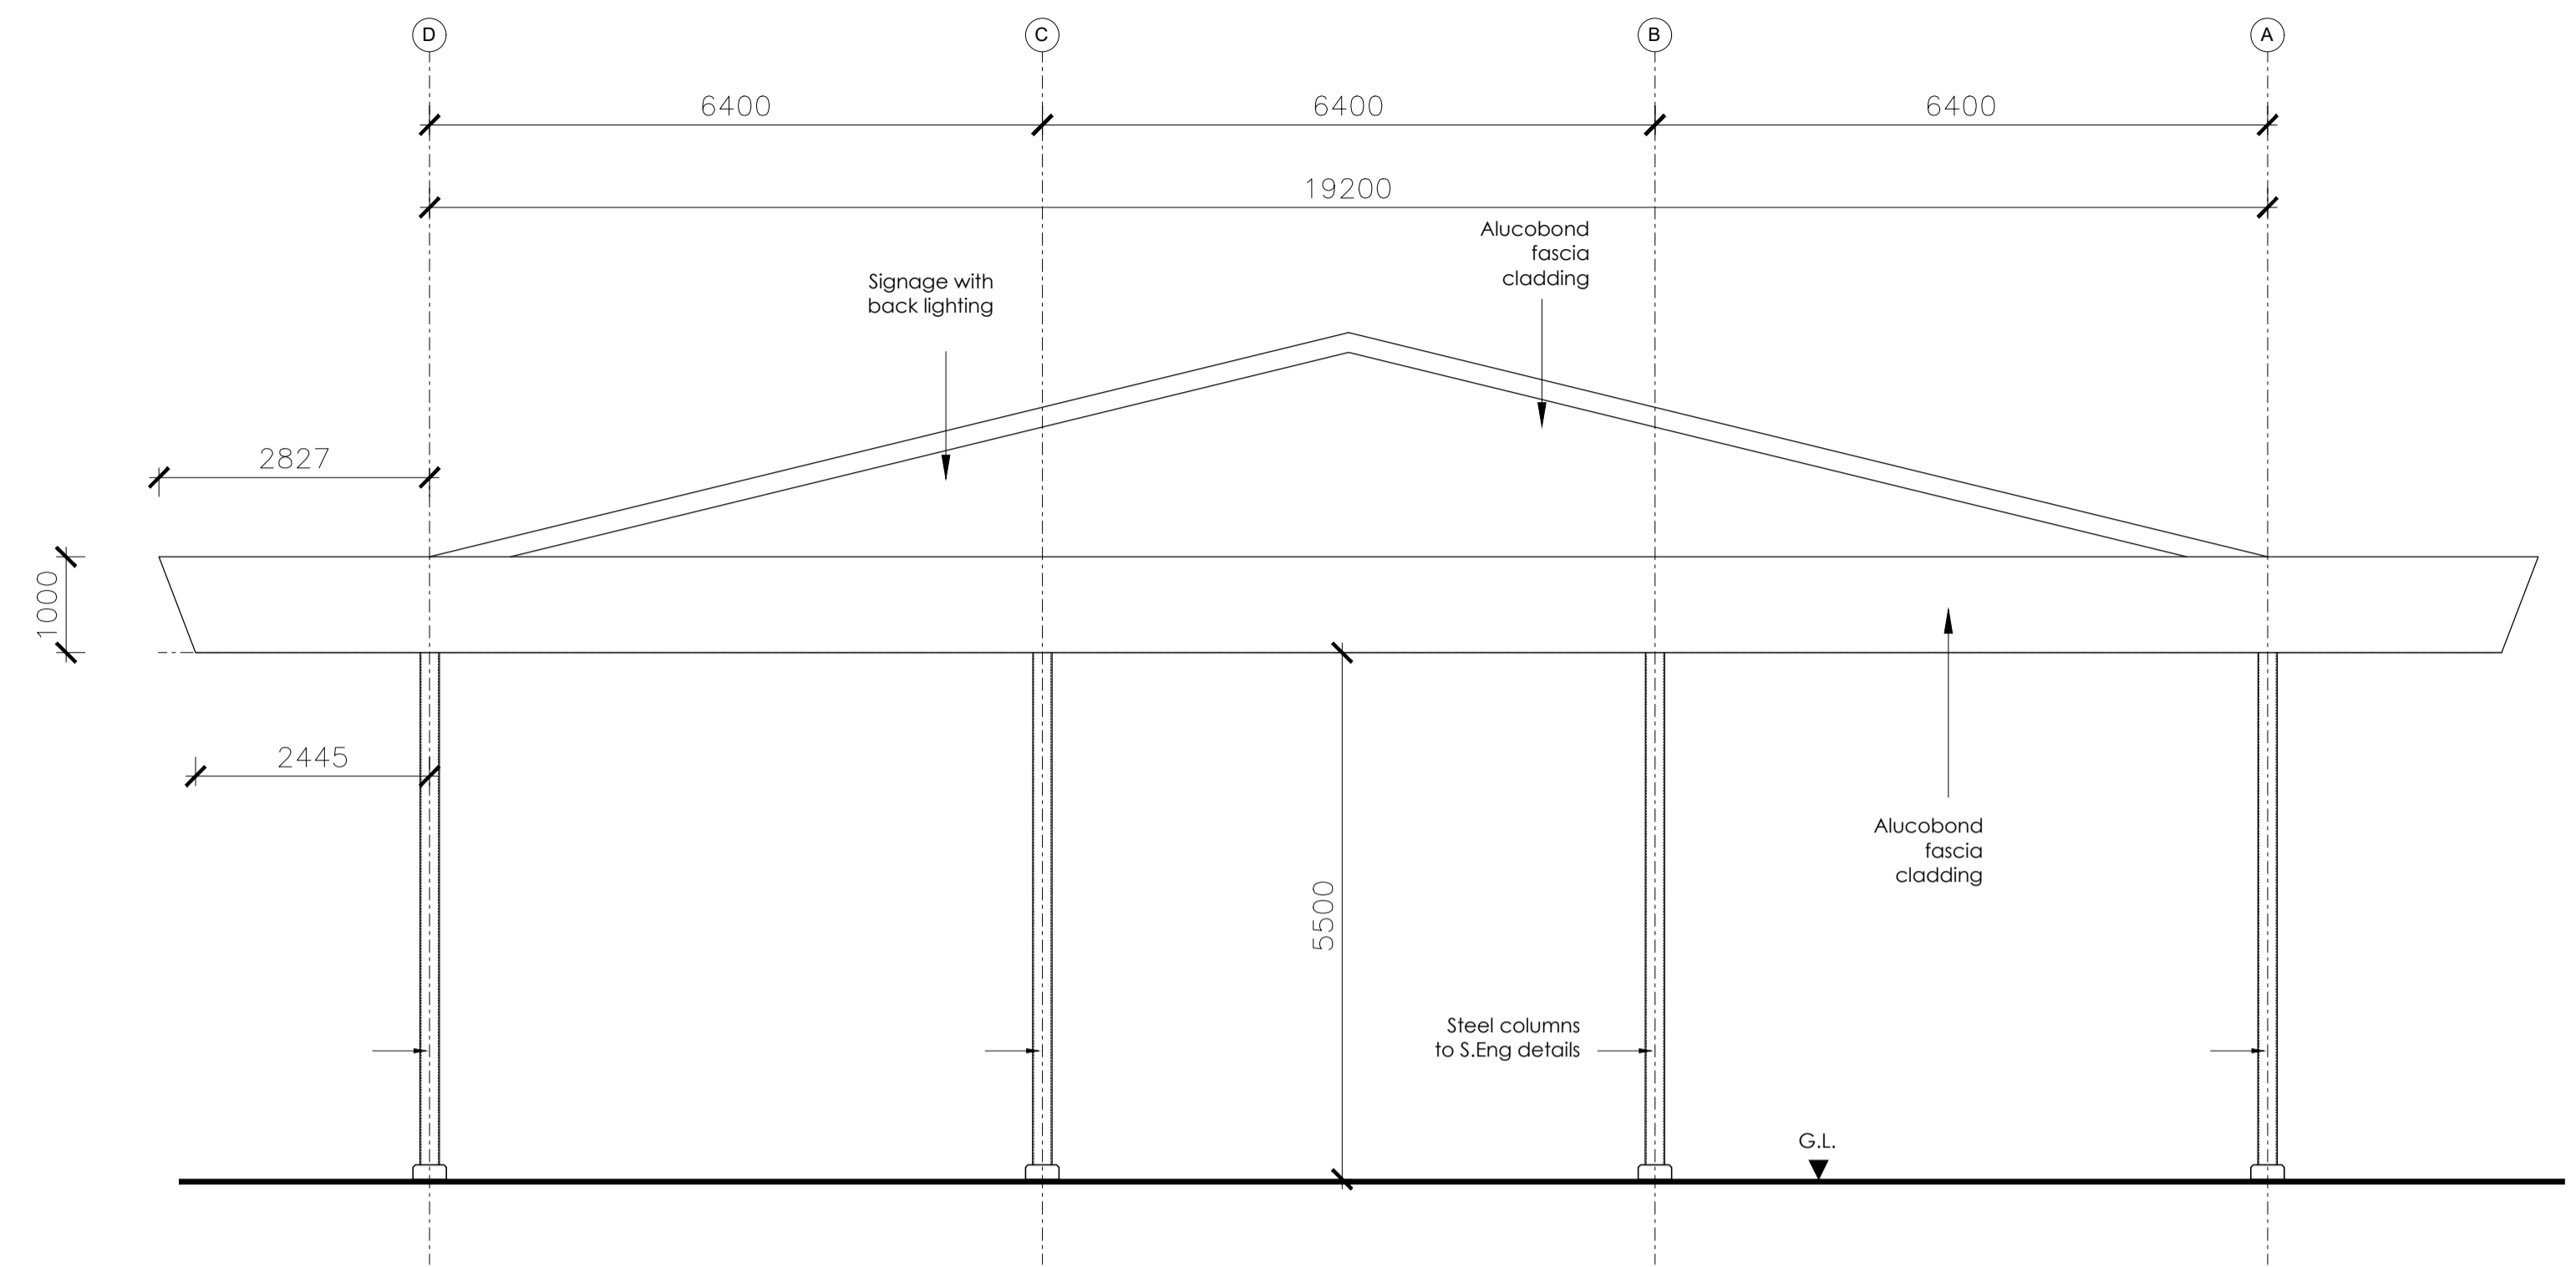 D
C
B
A
6400
6400
6400
19200
Alucobond
fascia
cladding
Signage with
back lighting
2827
1000
2445
Alucobond
fascia
cladding
5500
Steel columns
to S.Eng details
G.L.